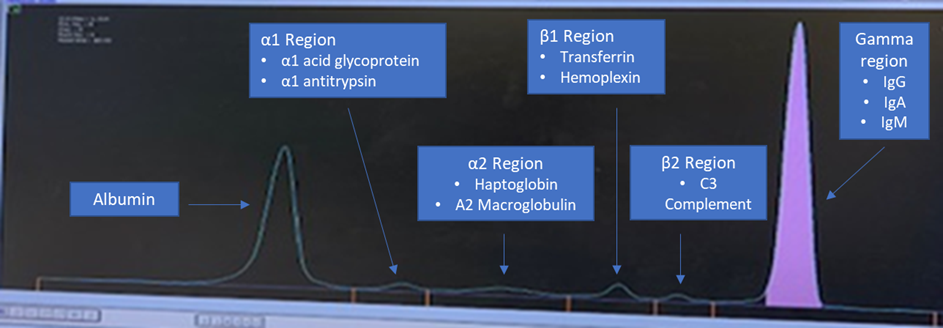 α1 Region
• α1 acid glycoprotein
• α1 antitrypsin
β1 Region
• Transferrin
• Hemoplexin
Gamma
region
• IgG
• IgA
• IgM
α2 Region
• Haptoglobin
• A2 Macroglobulin
β2 Region
• C3
Complement
Albumin